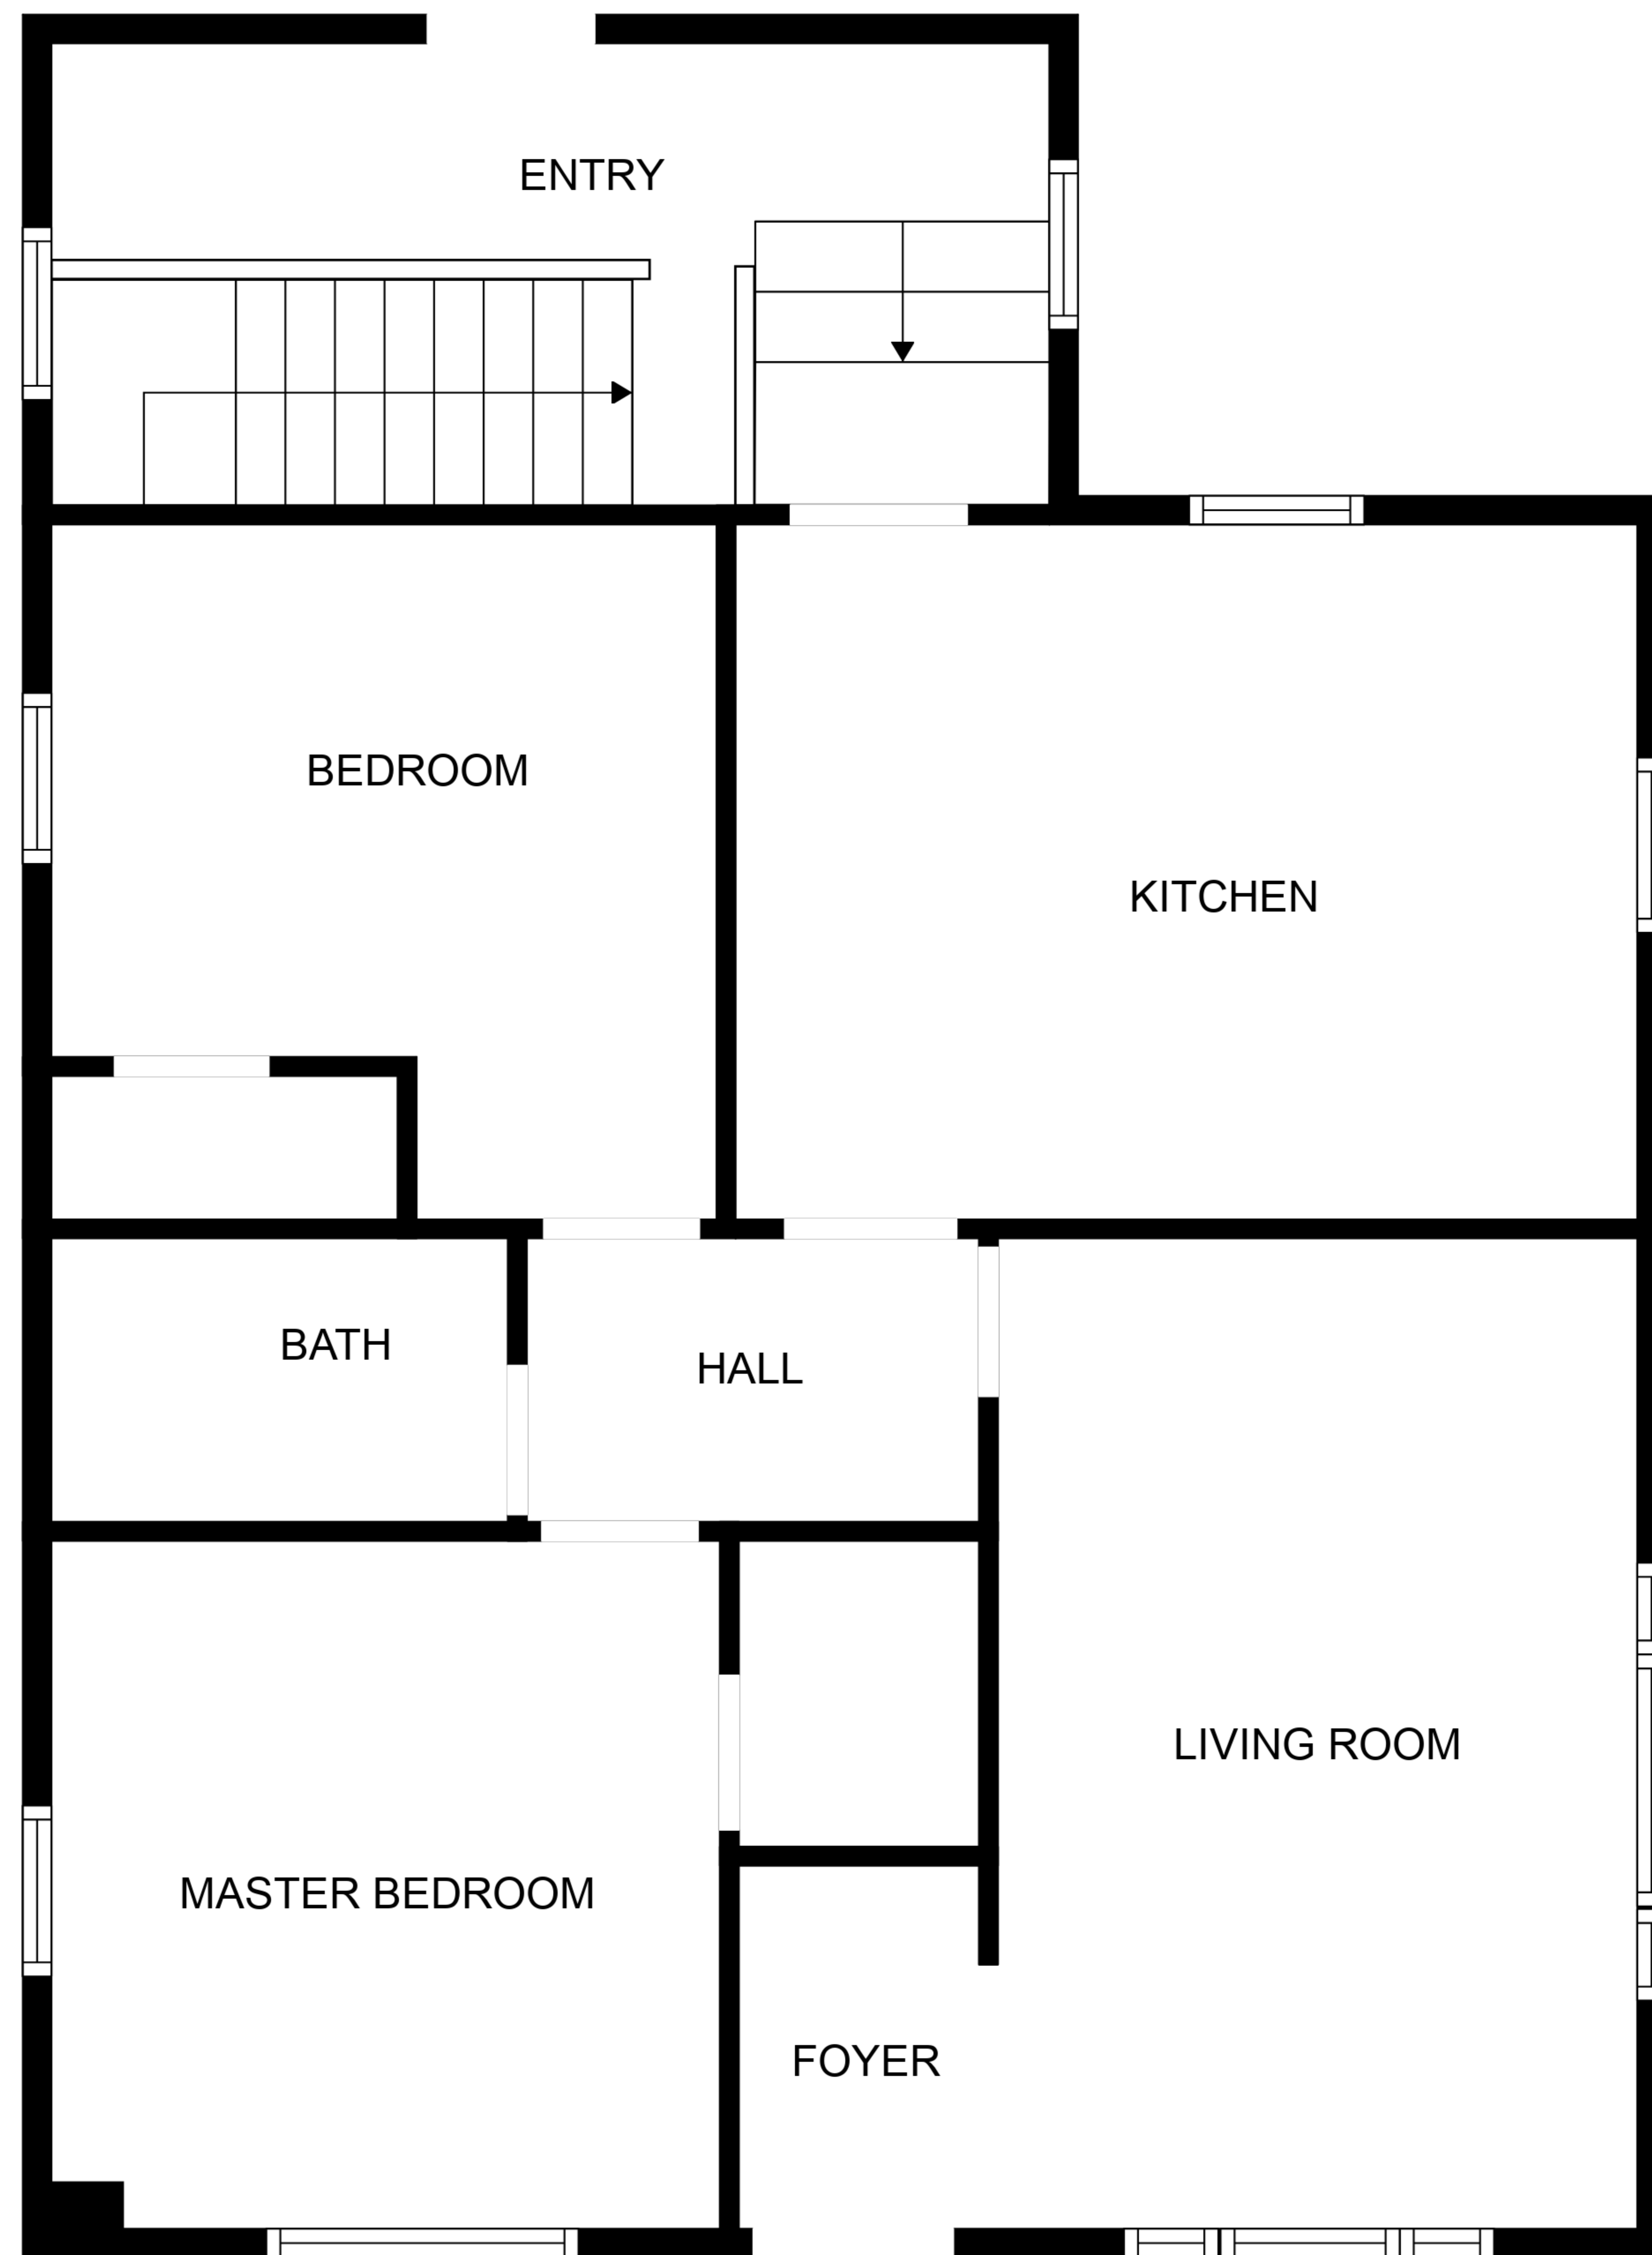 ENTRY
BEDROOM
KITCHEN
BATH
HALL
LIVING ROOM
MASTER BEDROOM
FOYER